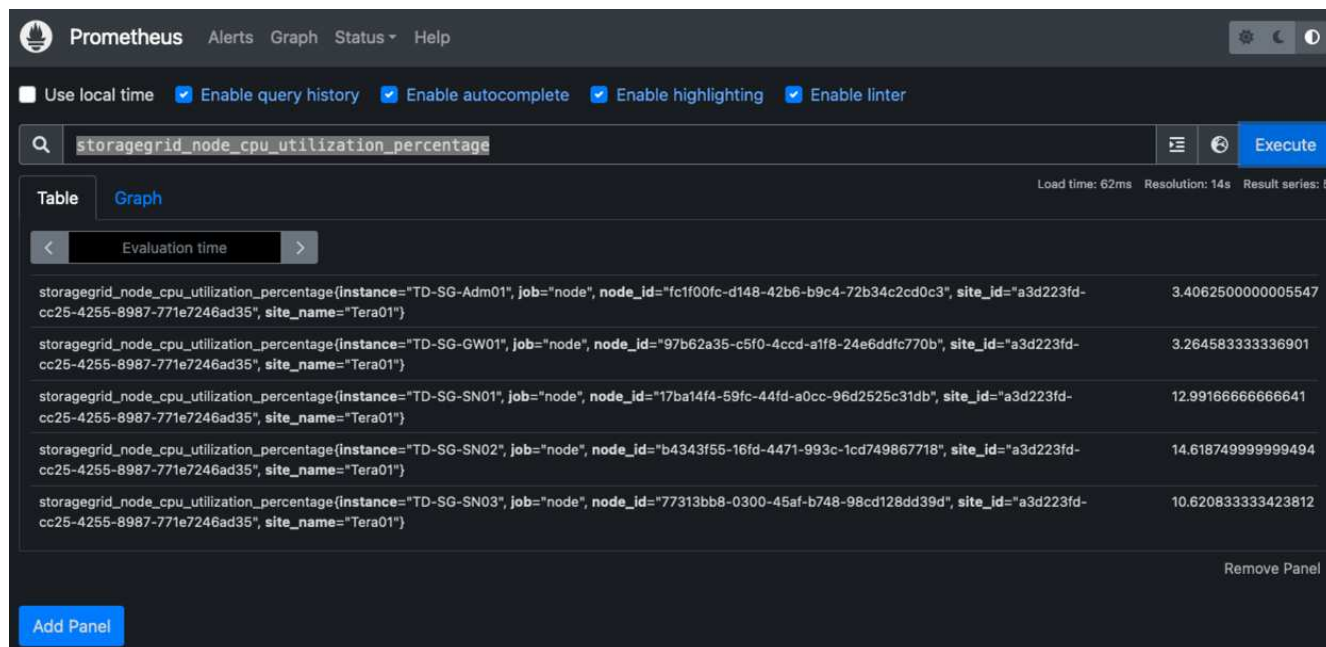 Prometheus Alerts Graph Status Help
Use local time Enable query history Enable autocomplete Enable highlighting Enable linter
storagegrid_node_cpu_utilization_percentage Execute
Load time: 62ms Resolution: 14s Result series:
Table Graph
Evaluation time
storagegrid_node_cpu_utilization_percentage{instance="TD-SG-Adm01", job="node", node_id="fc1f00fc-d148-42b6-b9c4-72b34c2cd0c3", site_id="a3d223fd- 3.4062500000005547
cc25-4255-8987-771e7246ad35", site_name="Tera01"}
storagegrid_node_cpu_utilization_percentage{instance="TD-SG-GW01", job="node", node_id="97b62a35-c5f0-4ccd-a1f8-24e6ddfc770b", site_id="a3d223fd- 3.264583333336901
cc25-4255-8987-771e7246ad35", site_name="Tera01"}
storagegrid_node_cpu_utilization_percentage{instance="TD-SG-SN01", job="node", node_id="17ba14f4-59fc-44fd-a0cc-96d2525c31db", site_id="a3d223fd- 12.99166666666641
cc25-4255-8987-771e7246ad35", site_name="Tera01"}
storagegrid_node_cpu_utilization_percentage{instance="TD-SG-SN02", job="node", node_id="b4343f55-16fd-4471-993c-1cd749867718", site_id="a3d223fd- 14.618749999999494
cc25-4255-8987-771e7246ad35", site_name="Tera01"}
storagegrid_node_cpu_utilization_percentage{instance="TD-SG-SN03", job="node", node_id="77313bb8-0300-45af-b748-98cd128dd39d", site_id="a3d223fd- 10.620833333423812
cc25-4255-8987-771e7246ad35", site_name="Tera01"}
Remove Panel
Add Panel